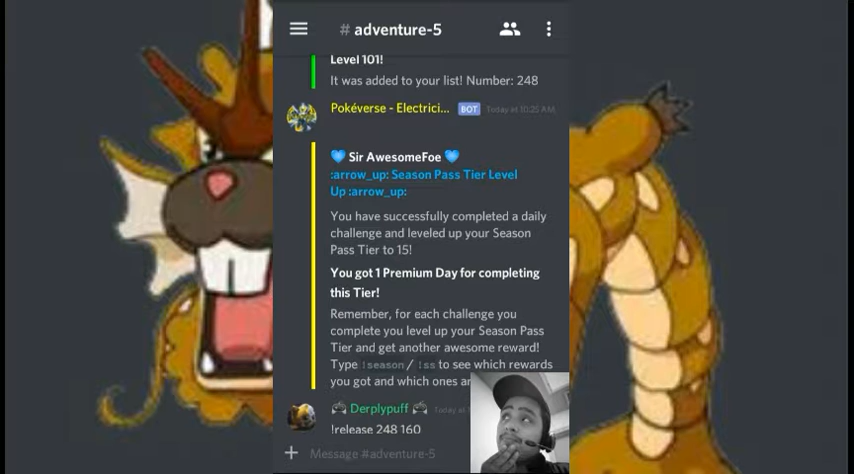 # adventure-5
Level 101!
It was added to your list! Number: 248
Pokéverse - Electrici... BOT Today at 10:25 AM
Sir AwesomeFoe
:arrow_up: Season Pass Tier Level
Up :arrow_up:
You have successfully completed a daily
challenge and leveled up your Season
Pass Tier to 15!
You got 1 Premium Day for completing
this Tier!
Remember, for each challenge you
complete you level up your Season Pass
Tier and get another awesome reward!
Type !season / !ss to see which rewards
you got and which ones
Derplypuff Today at
!release 248 160
Message #adventure-5